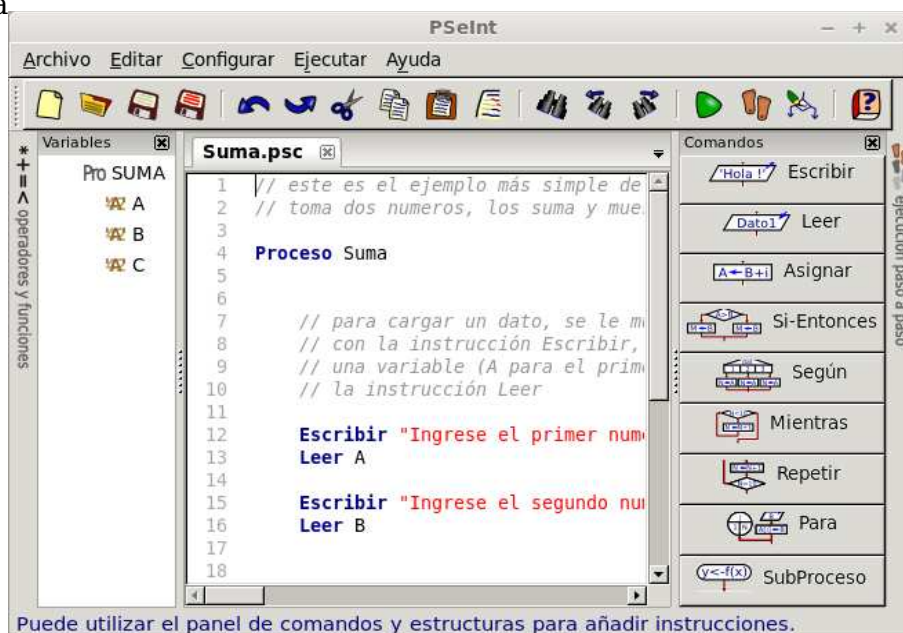 a
PSeInt
Archivo Editar Configurar Ejecutar Ayuda
* + = < operadores y funciones
Variables
Pro SUMA
A
B
C
Suma.psc
1 // este es el ejemplo más simple de
2 // toma dos numeros, los suma y mue
3
4 Proceso Suma
5
6
7 // para cargar un dato, se le m
8 // con la instrucción Escribir,
9 // una variable (A para el prim
10 // la instrucción Leer
11
12 Escribir "Ingrese el primer num
13 Leer A
14
15 Escribir "Ingrese el segundo nu
16 Leer B
17
18
Comandos
'Hola !' Escribir
Dato1 Leer
A←B+i Asignar
Si-Entonces
Según
Mientras
Repetir
Para
y<-f(x) SubProceso
ejecución paso a paso
Puede utilizar el panel de comandos y estructuras para añadir instrucciones.